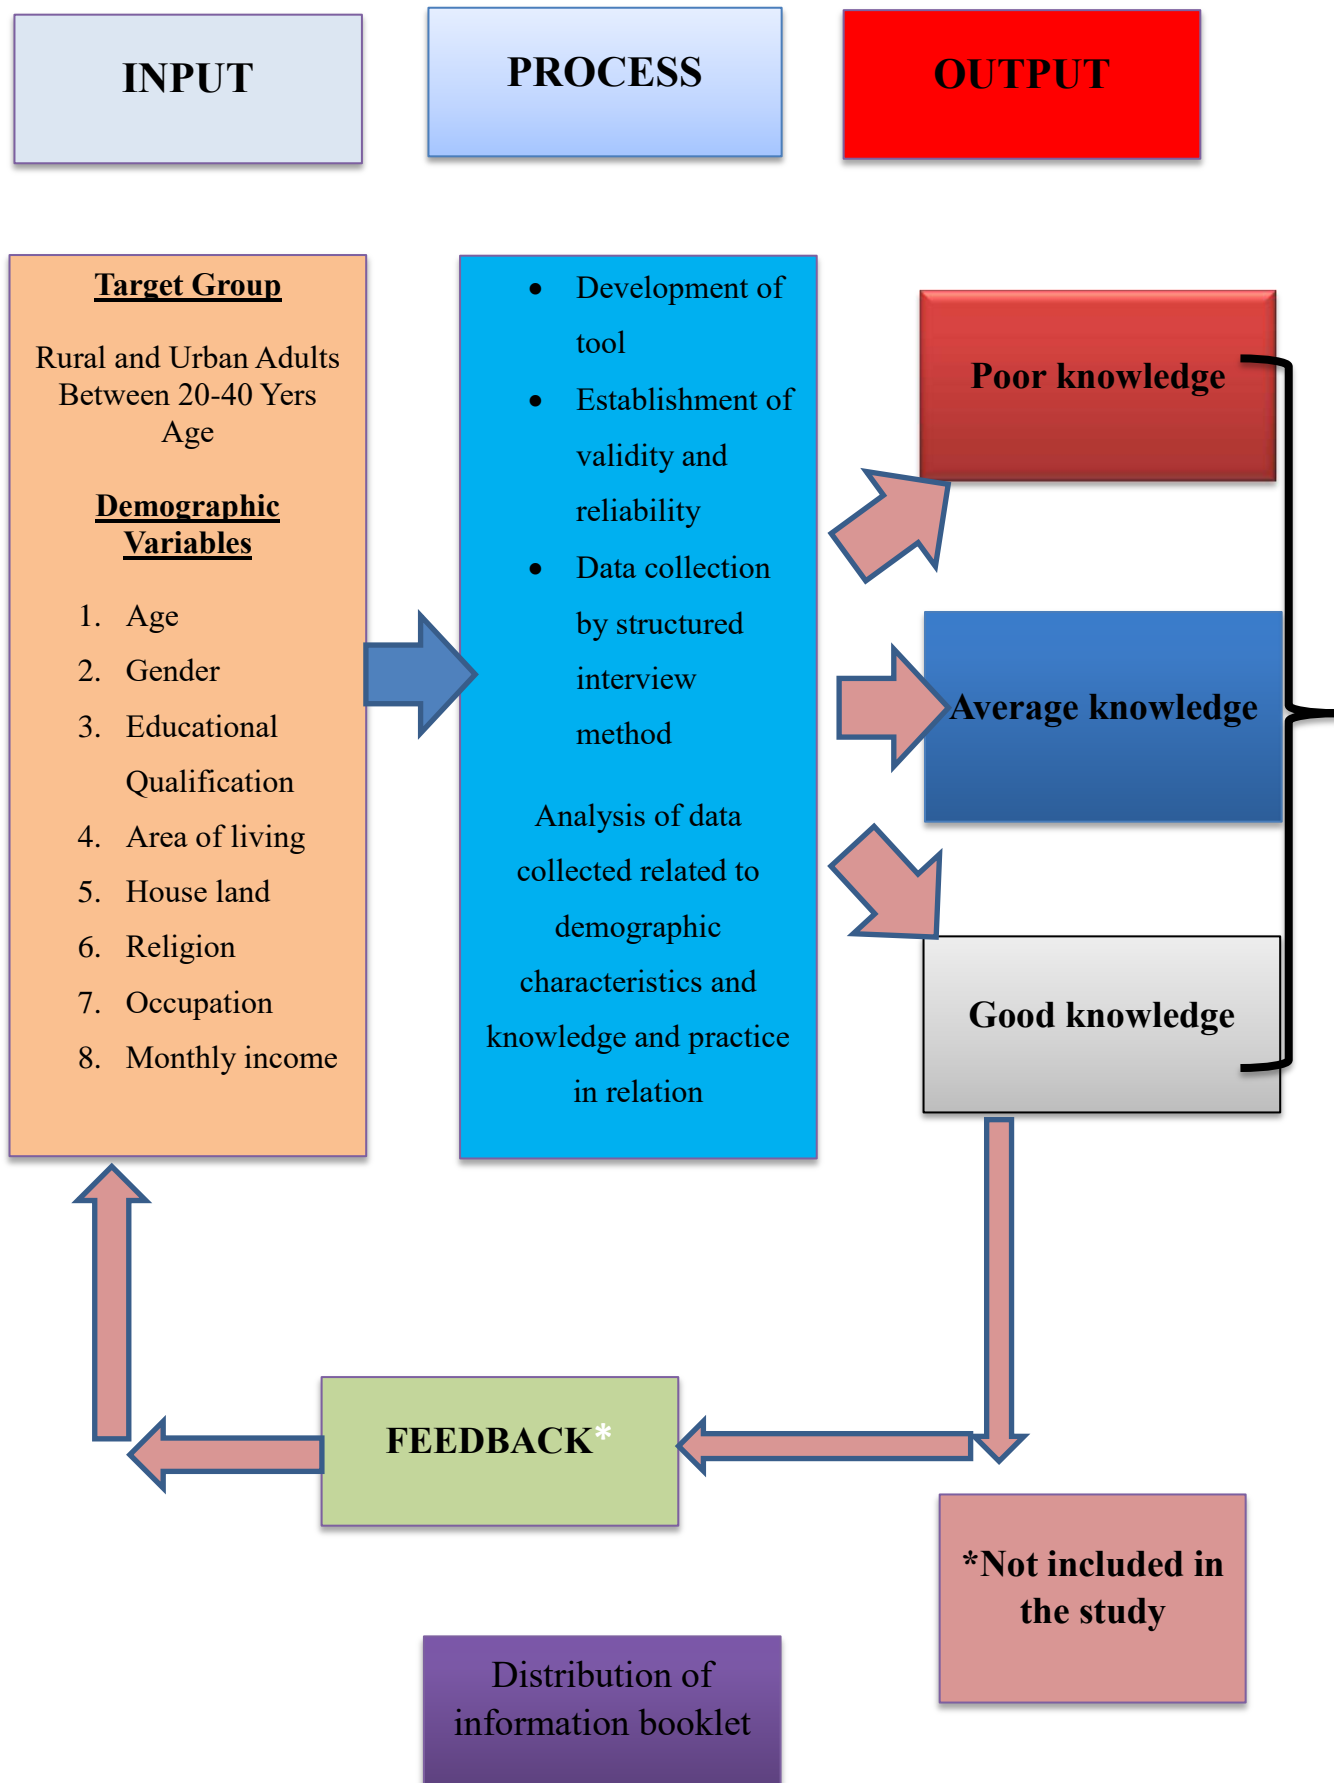 INPUT
PROCESS
OUTPUT
Target Group
Rural and Urban Adults
Between 20-40 Yers
Age
Demographic
Variables
1. Age
2. Gender
3. Educational
Qualification
4. Area of living
5. House land
6. Religion
7. Occupation
8. Monthly income
• Development of
tool
• Establishment of
validity and
reliability
• Data collection
by structured
interview
method
Analysis of data
collected related to
demographic
characteristics and
knowledge and practice
in relation
Poor knowledge
Average knowledge
Good knowledge
FEEDBACK*
*Not included in
the study
Distribution of
information booklet